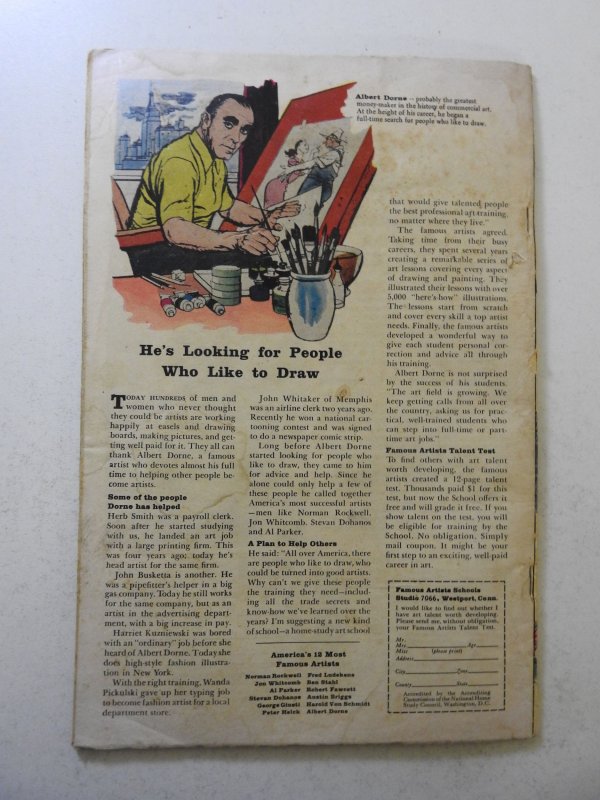 Albert Dorne — probably the greatest
money-maker in the history of commercial art.
At the height of his career, he began a
full-time search for people who like to draw.
He's Looking for People
Who Like to Draw
TODAY HUNDREDS of men and
women who never thought
they could be artists are working
happily at easels and drawing
boards, making pictures, and get-
ting well paid for it. They all can
thank Albert Dorne, a famous
artist who devotes almost his full
time to helping other people be-
come artists.
Some of the people
Dorne has helped
Herb Smith was a payroll clerk.
Soon after he started studying
with us, he landed an art job
with a large printing firm. This
was four years ago; today he's
head artist for the same firm.
John Busketta is another. He
was a pipefitter's helper in a big
gas company. Today he still works
for the same company, but as an
artist in the advertising depart-
ment, with a big increase in pay.
Harriet Kuzniewski was bored
with an "ordinary" job before she
heard of Albert Dorne. Today she
does high-style fashion illustra-
tion in New York.
With the right training, Wanda
Pickulski gave up her typing job
to become fashion artist for a local
department store.
John Whitaker of Memphis
was an airline clerk two years ago.
Recently he won a national car-
tooning contest and was signed
to do a newspaper comic strip.
Long before Albert Dorne
started looking for people who
like to draw, they came to him
for advice and help. Since he
alone could only help a few of
these people he called together
America's most successful artists
—men like Norman Rockwell,
Jon Whitcomb, Stevan Dohanos
and Al Parker.
A Plan to Help Others
He said: "All over America, there
are people who like to draw, who
could be turned into good artists.
Why can't we give these people
the training they need—includ-
ing all the trade secrets and
know-how we've learned over the
years? I'm suggesting a new kind
of school—a home-study art school
America's 12 Most
Famous Artists
Norman Rockwell Fred Ludekens
Jon Whitcomb Ben Stahl
Al Parker Robert Fawcett
Stevan Dohanos Austin Briggs
George Giusti Harold Von Schmidt
Peter Helck Albert Dorne
that would give talented people
the best professional art training,
no matter where they live."
The famous artists agreed.
Taking time from their busy
careers, they spent several years
creating a remarkable series of
art lessons covering every aspect
of drawing and painting. They
illustrated their lessons with over
5,000 "here's-how" illustrations.
The lessons start from scratch
and cover every skill a top artist
needs. Finally, the famous artists
developed a wonderful way to
give each student personal cor-
rection and advice all through
his training.
Albert Dorne is not surprised
by the success of his students.
"The art field is growing. We
keep getting calls from all over
the country, asking us for prac-
tical, well-trained students who
can step into full-time or part-
time art jobs."
Famous Artists Talent Test
To find others with art talent
worth developing, the famous
artists created a 12-page talent
test. Thousands paid $1 for this
test, but now the School offers it
free and will grade it free. If you
show talent on the test, you will
be eligible for training by the
School. No obligation. Simply
mail coupon. It might be your
first step to an exciting, well-paid
career in art.
Famous Artists Schools
Studio 7066, Westport, Conn.
I would like to find out whether I
have art talent worth developing.
Please send me, without obligation,
your Famous Artists Talent Test.
Mr.
Mrs. Age
Miss (please print)
Address
City Zone
County State
Accredited by the Accrediting
Commission of the National Home
Study Council, Washington, D.C.